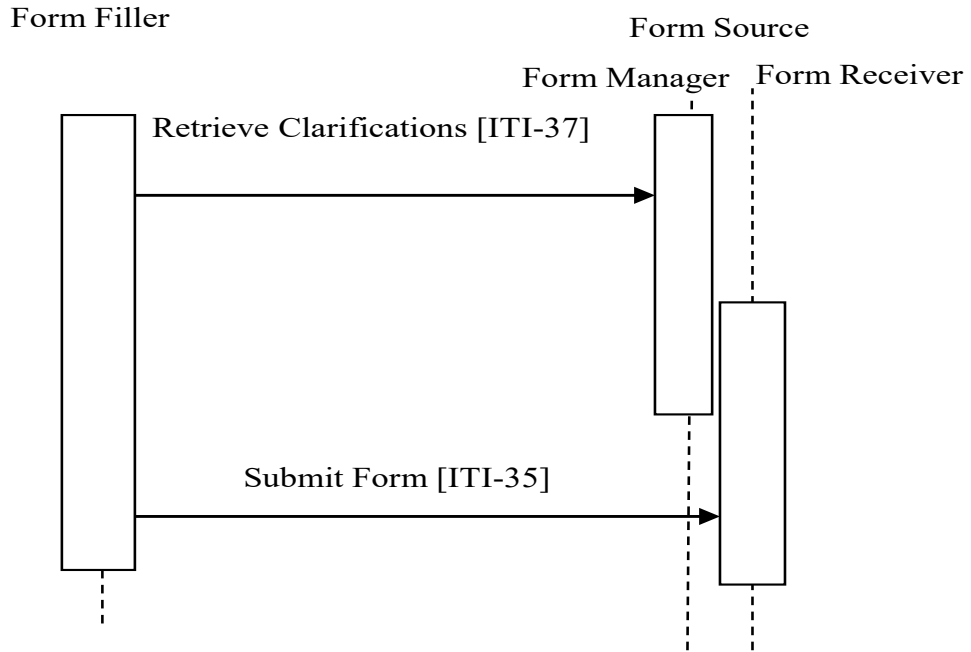 Form Filler
Form Source
Form Manager
Form Receiver
Retrieve Clarifications [ITI-37]
Submit Form [ITI-35]